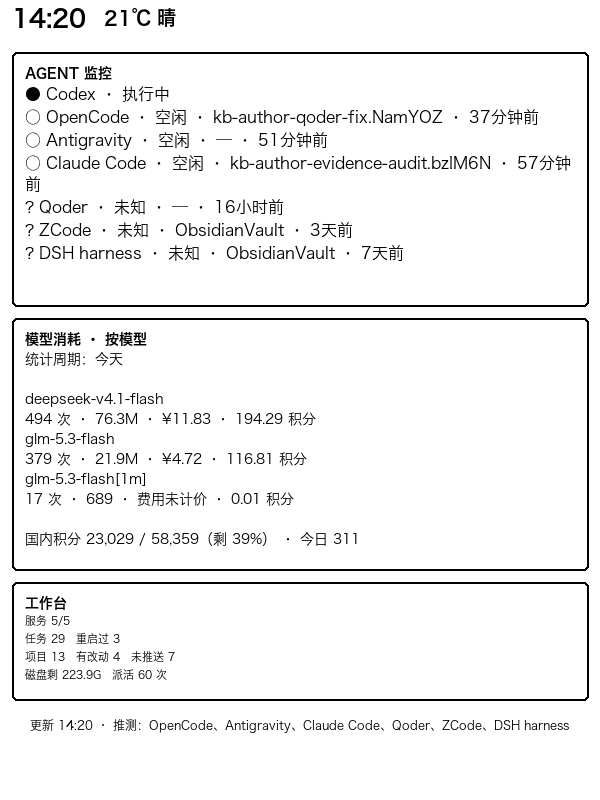 14:20 21℃ 晴
AGENT 监控
● Codex · 执行中
○ OpenCode · 空闲 · kb-author-qoder-fix.NamYOZ · 37分钟前
○ Antigravity · 空闲 · — · 51分钟前
○ Claude Code · 空闲 · kb-author-evidence-audit.bzlM6N · 57分钟
前
? Qoder · 未知 · — · 16小时前
? ZCode · 未知 · ObsidianVault · 3天前
? DSH harness · 未知 · ObsidianVault · 7天前
模型消耗 · 按模型
统计周期：今天
deepseek-v4.1-flash
494 次 · 76.3M · ¥11.83 · 194.29 积分
glm-5.3-flash
379 次 · 21.9M · ¥4.72 · 116.81 积分
glm-5.3-flash[1m]
17 次 · 689 · 费用未计价 · 0.01 积分
国内积分 23,029 / 58,359（剩 39%） · 今日 311
工作台
服务 5/5
任务 29 重启过 3
项目 13 有改动 4 未推送 7
磁盘剩 223.9G 派活 60 次
更新 14:20 · 推测：OpenCode、Antigravity、Claude Code、Qoder、ZCode、DSH harness